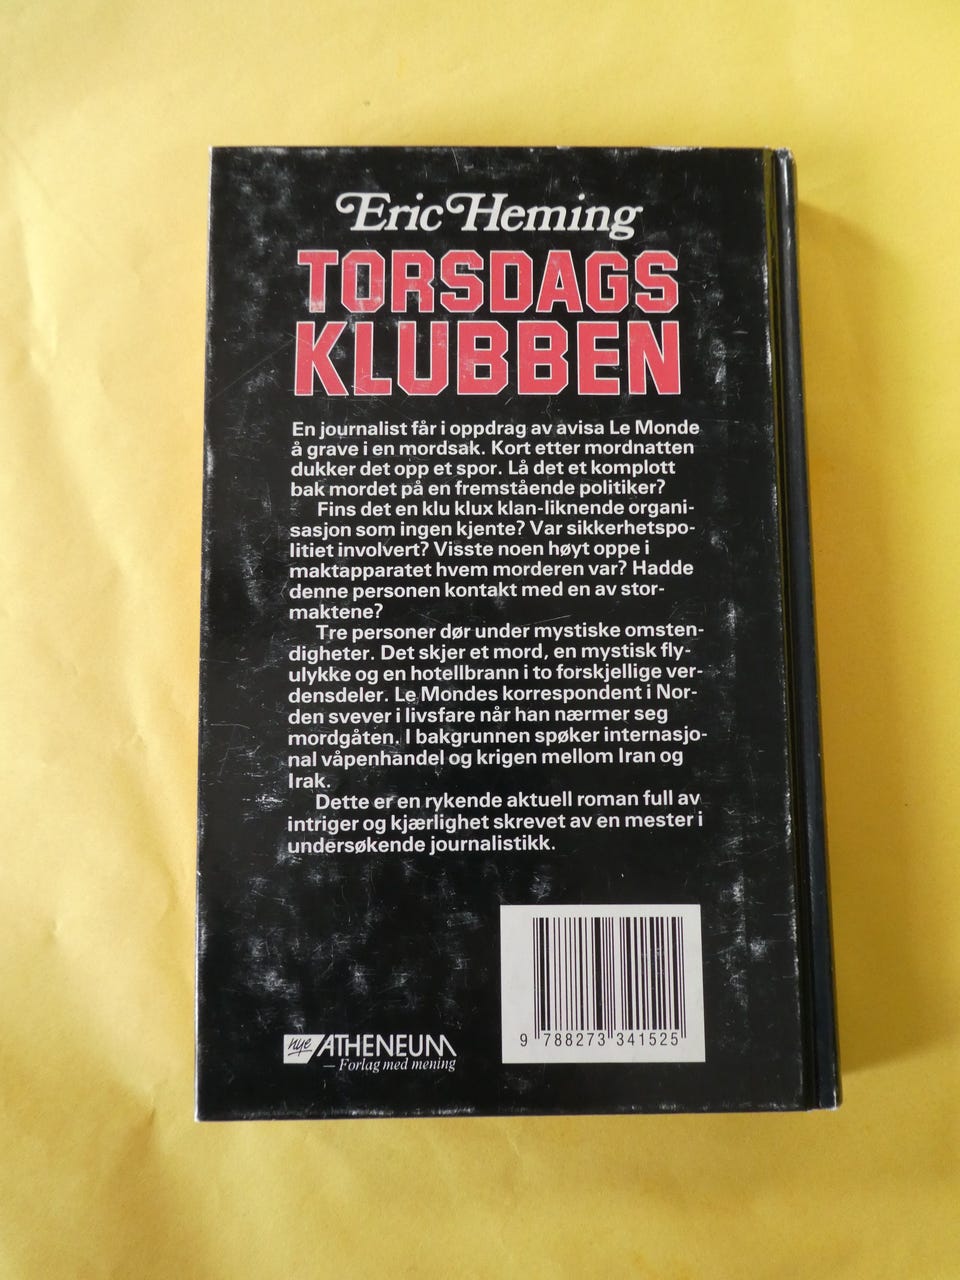 Eric Heming
TORSDAGS
KLUBBEN
En journalist får i oppdrag av avisa Le Monde
å grave i en mordsak. Kort etter mordnatten
dukker det opp et spor. Lå det et komplott
bak mordet på en fremstående politiker?
Fins det en klu klux klan-liknende organi-
sasjon som ingen kjente? Var sikkerhetspo-
litiet involvert? Visste noen høyt oppe i
maktapparatet hvem morderen var? Hadde
denne personen kontakt med en av stor-
maktene?
Tre personer dør under mystiske omsten-
digheter. Det skjer et mord, en mystisk fly-
ulykke og en hotellbrann i to forskjellige ver-
densdeler. Le Mondes korrespondent i Nor-
den svever i livsfare når han nærmer seg
mordgåten. I bakgrunnen spøker internasjo-
nal våpenhandel og krigen mellom Iran og
Irak.
Dette er en rykende aktuell roman full av
intriger og kjærlighet skrevet av en mester i
undersøkende journalistikk.
nye ATHENEUM
— Forlag med mening
9 788273 341525